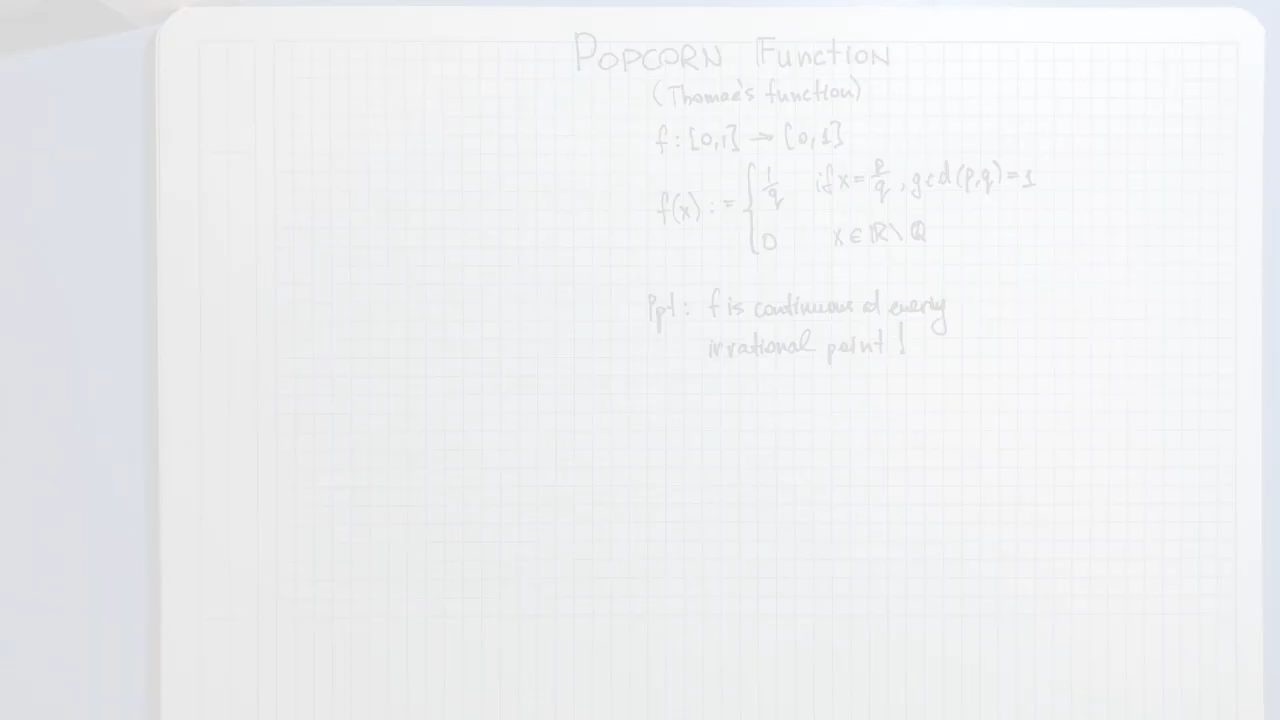 POPCORN Function
(Thomae's function)
f : [0,1] → [0,1]
f(x) := { 1/q if x = p/q , gcd(p,q) = 1
0 x ∈ ℝ \ ℚ
Ppt : f is continuous at every
irrational point !